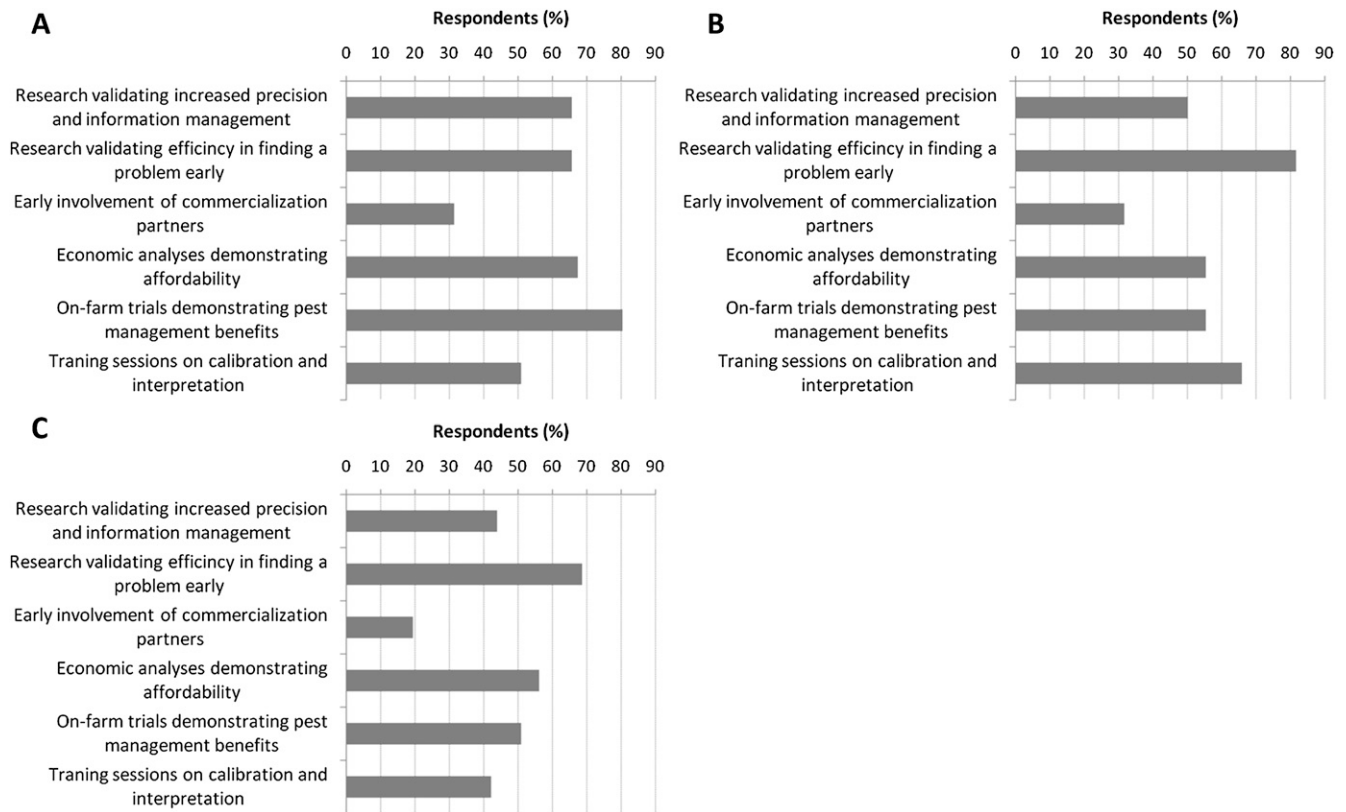 A
Respondents (%)
0 10 20 30 40 50 60 70 80 90
Research validating increased precision
and information management
Research validating efficincy in finding a
problem early
Early involvement of commercialization
partners
Economic analyses demonstrating
affordability
On-farm trials demonstrating pest
management benefits
Traning sessions on calibration and
interpretation
B
Respondents (%)
0 10 20 30 40 50 60 70 80 90
Research validating increased precision
and information management
Research validating efficincy in finding a
problem early
Early involvement of commercialization
partners
Economic analyses demonstrating
affordability
On-farm trials demonstrating pest
management benefits
Traning sessions on calibration and
interpretation
C
Respondents (%)
0 10 20 30 40 50 60 70 80 90
Research validating increased precision
and information management
Research validating efficincy in finding a
problem early
Early involvement of commercialization
partners
Economic analyses demonstrating
affordability
On-farm trials demonstrating pest
management benefits
Traning sessions on calibration and
interpretation